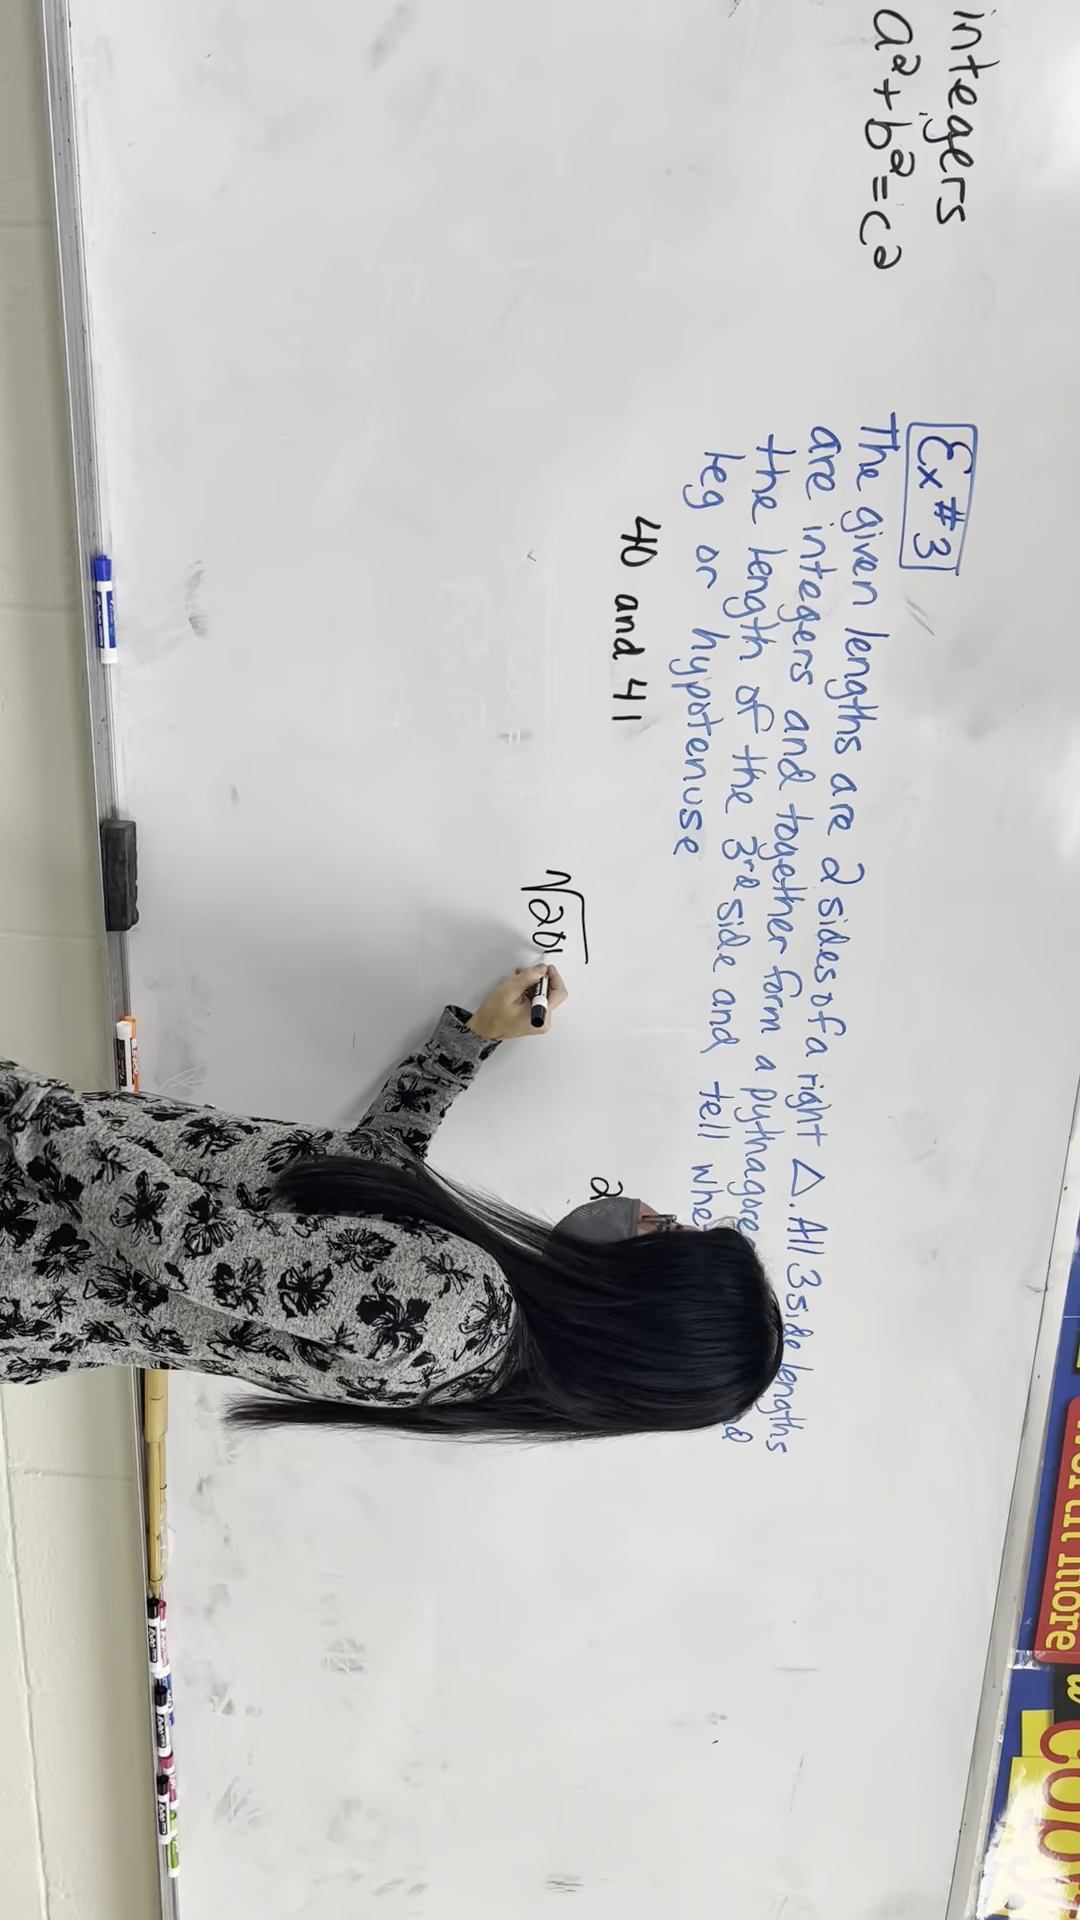 integers
a²+b²=c²
Ex #3
The given lengths are 2 sides of a right △. All 3 side lengths
are integers and together form a pythagore
the length of the 3rd side and tell whe
leg or hypotenuse
40 and 41
2